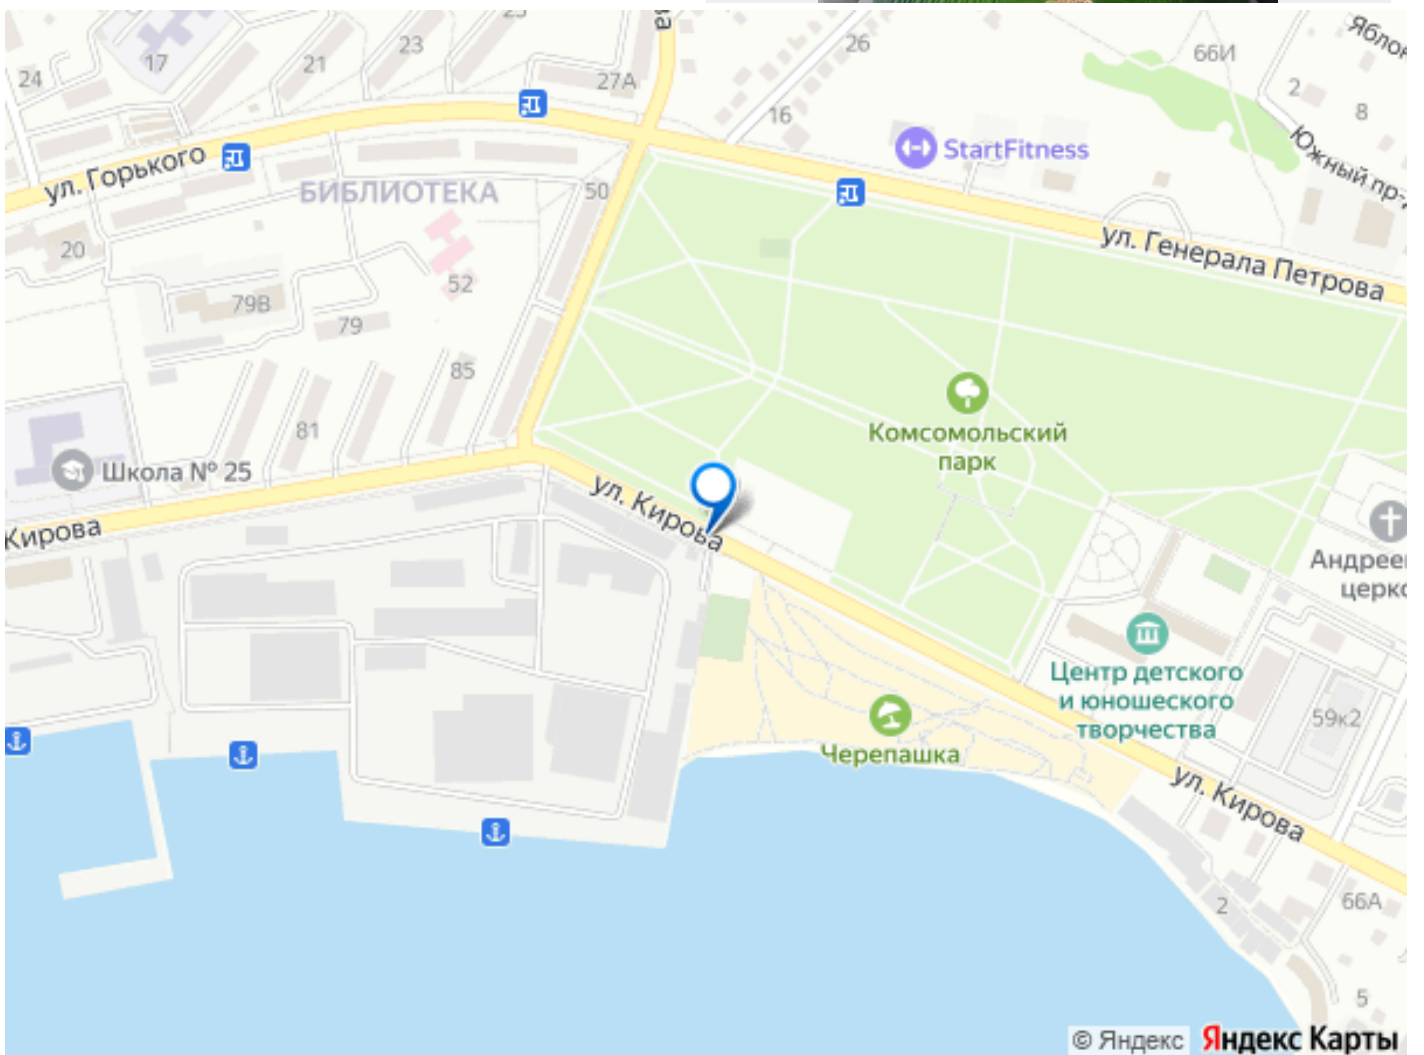 23
26
66И
Яблон
24
17
21
27А
2
8
16
StartFitness
ул. Горького
Южный пр-д
БИБЛИОТЕКА
50
ул. Генерала Петрова
20
52
79В
79
85
81
Комсомольский
парк
Школа № 25
ул. Кирова
Кирова
Андреев
церко
Центр детского
и юношеского
творчества
59к2
Черепашка
ул. Кирова
2
66А
5
© Яндекс Яндекс Карты